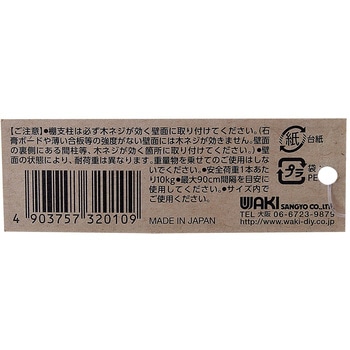 【ご注意】●棚支柱は必ず木ネジが効く壁面に取り付けてください。(石
膏ボードや薄い合板等の強度がない壁面には木ネジが効きません。壁面
の裏側にある間柱等、木ネジが効く箇所に取り付けてください。)●壁
面の状態により、耐荷重は異なります。重量物を乗せてのご使用はしな
いでください。●安全荷重1本あ
たり10kg●最大90cm間隔を目安に
使用してください。●サイズ内で
ご使用ください。
4 903757 320109
MADE IN JAPAN
紙 台紙
プラ 袋
PE
WAKI SANGYO CO.,LTD.
TEL 大阪 06-6723-9875
http://www.waki-diy.co.jp